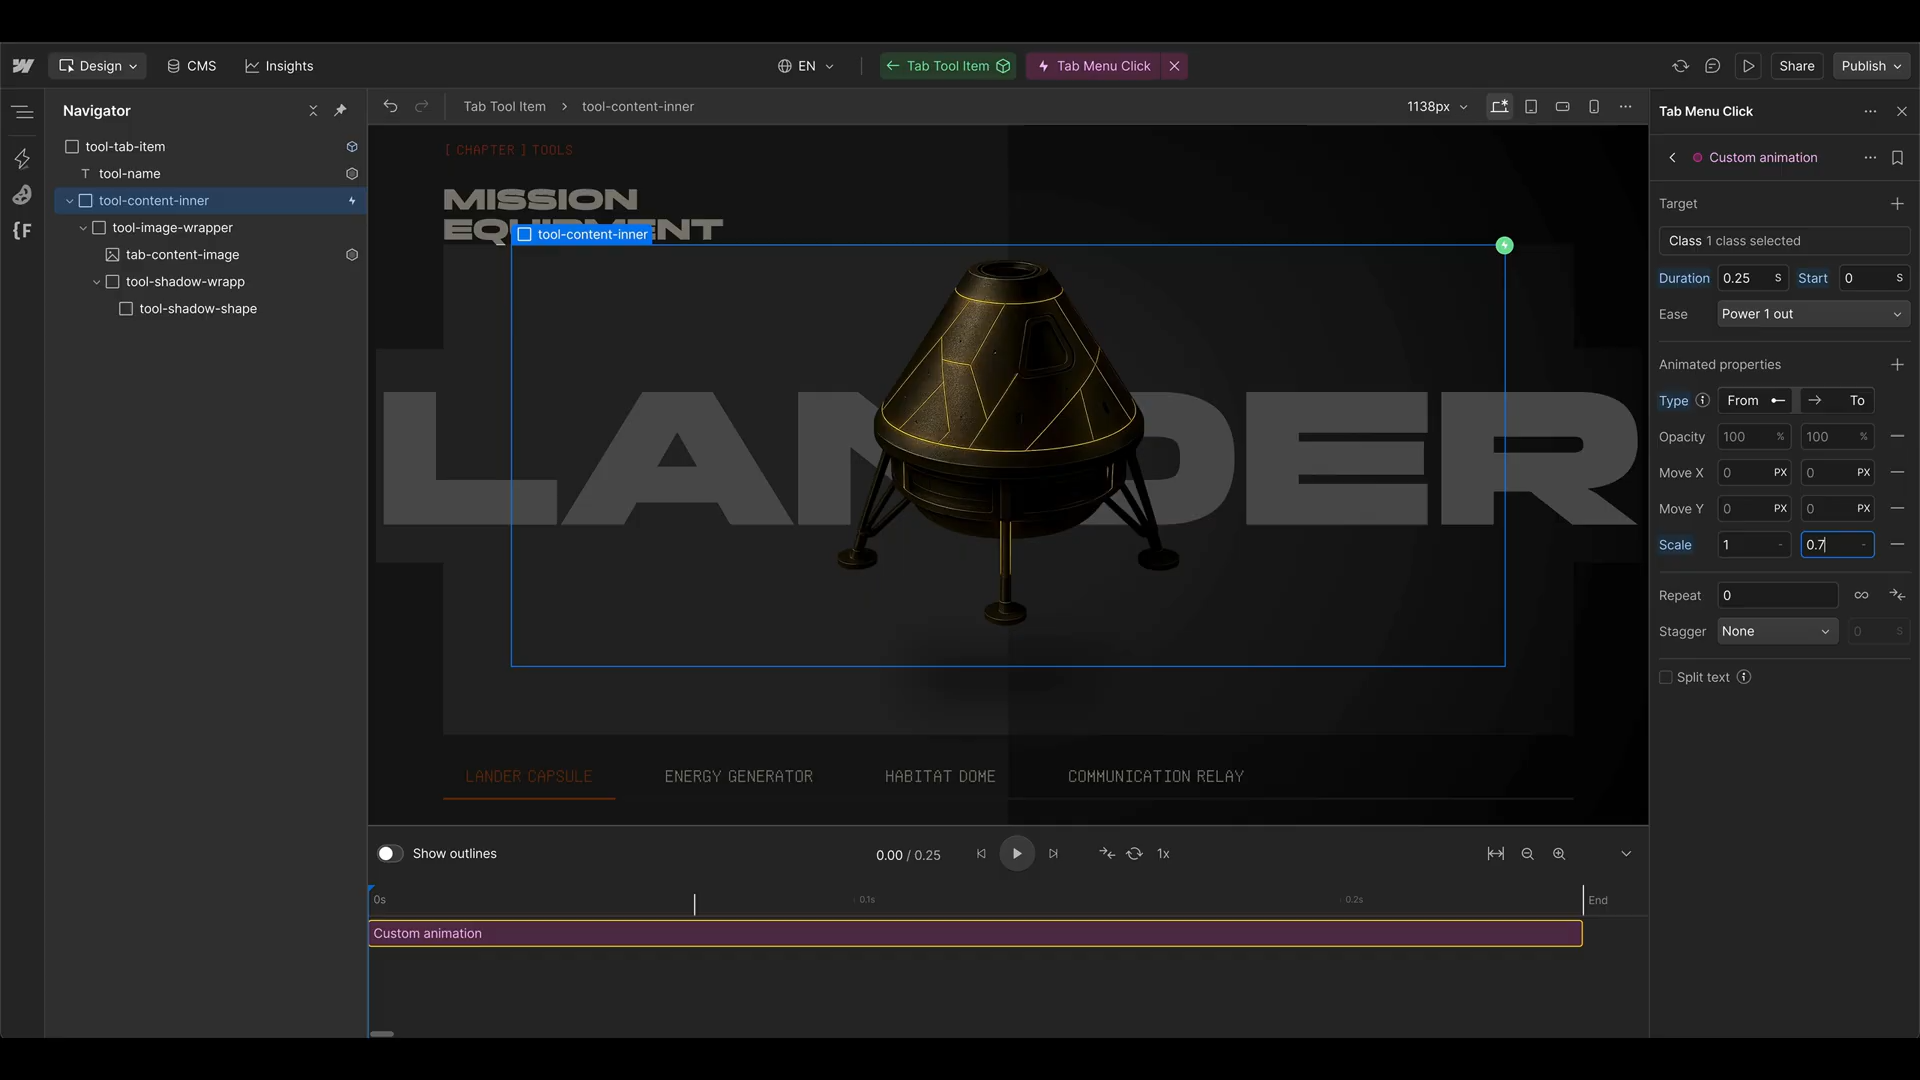 Design
CMS
Insights
EN
Tab Tool Item
Tab Menu Click
Share
Publish
Navigator
tool-tab-item
T tool-name
tool-content-inner
tool-image-wrapper
tab-content-image
tool-shadow-wrapp
tool-shadow-shape
{F
Tab Tool Item > tool-content-inner
1138px
[ CHAPTER ] TOOLS
MISSION
EQUIPMENT
tool-content-inner
LANDER
LANDER CAPSULE
ENERGY GENERATOR
HABITAT DOME
COMMUNICATION RELAY
Show outlines
0.00 / 0.25
1x
0s
0.1s
0.2s
End
Custom animation
Tab Menu Click
Custom animation
Target
Class 1 class selected
Duration 0.25 S Start 0 S
Ease Power 1 out
Animated properties
Type From To
Opacity 100 % 100 %
Move X 0 PX 0 PX
Move Y 0 PX 0 PX
Scale 1 - 0.7 -
Repeat 0
Stagger None 0 S
Split text